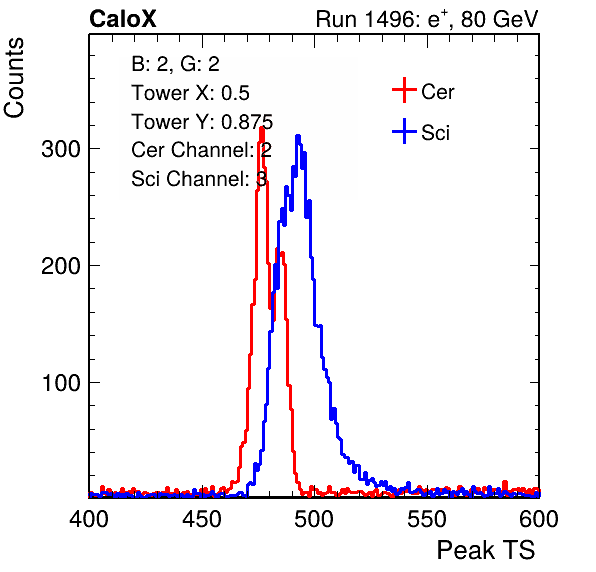 CaloX Run 1496: e⁺, 80 GeV
Counts
B: 2, G: 2
Tower X: 0.5
Tower Y: 0.875
Cer Channel: 2
Sci Channel: 3
Cer
Sci
300
200
100
400 450 500 550 600
Peak TS